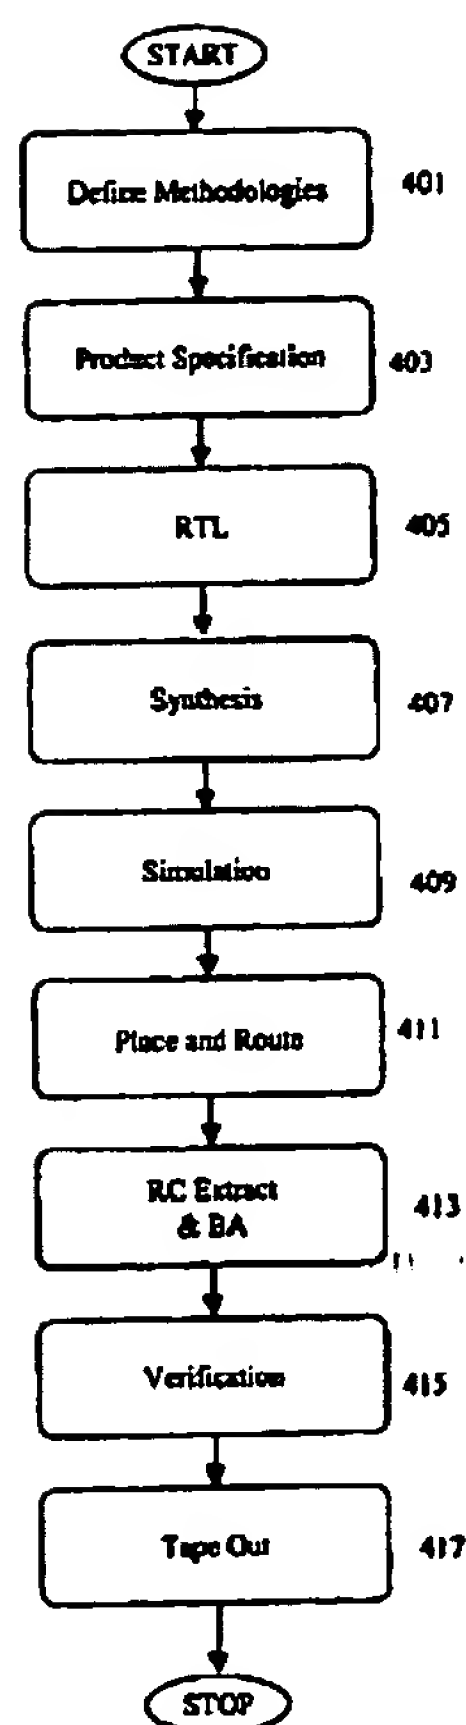 START
Define Methodologies
401
Product Specification
403
RTL
405
Synthesis
407
Simulation
409
Place and Route
411
RC Extract
& BA
413
Verification
415
Tape Out
417
STOP